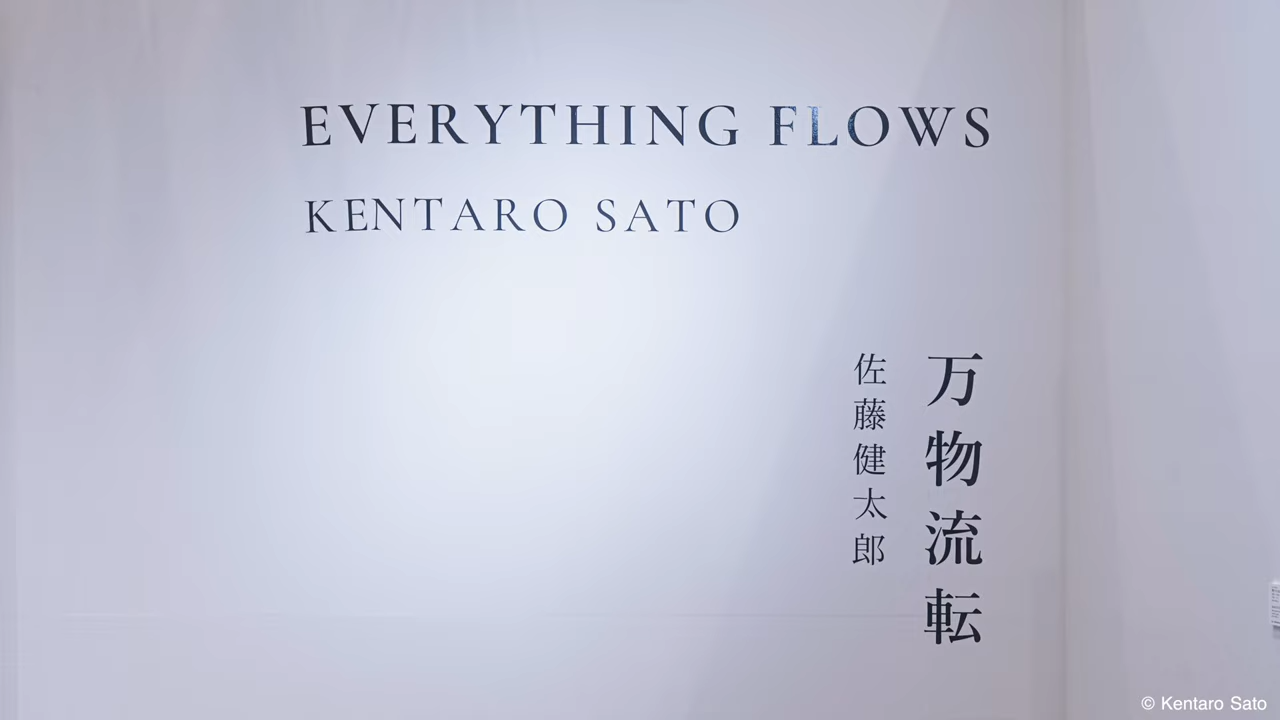 EVERYTHING FLOWS
KENTARO SATO
万物流転
佐藤健太郎
© Kentaro Sato